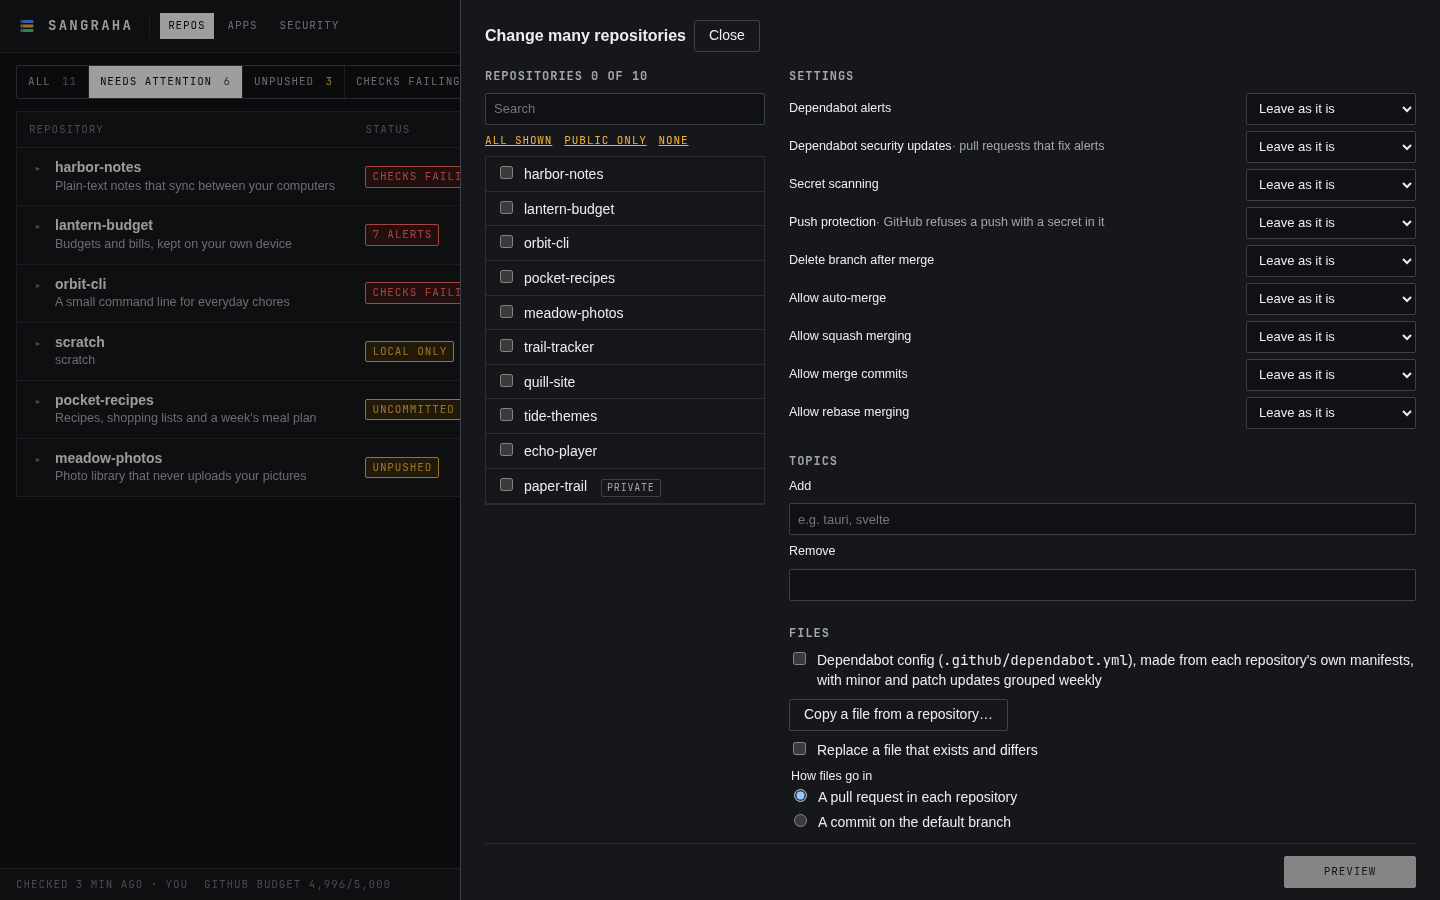 SANGRAHA
REPOS
APPS
SECURITY
ALL 11
NEEDS ATTENTION 6
UNPUSHED 3
CHECKS FAILING
REPOSITORY
STATUS
harbor-notes
Plain-text notes that sync between your computers
CHECKS FAILI
lantern-budget
Budgets and bills, kept on your own device
7 ALERTS
orbit-cli
A small command line for everyday chores
CHECKS FAILI
scratch
scratch
LOCAL ONLY
pocket-recipes
Recipes, shopping lists and a week's meal plan
UNCOMMITTED
meadow-photos
Photo library that never uploads your pictures
UNPUSHED
CHECKED 3 MIN AGO · YOU
GITHUB BUDGET 4,996/5,000
Change many repositories
Close
REPOSITORIES 0 OF 10
Search
ALL SHOWN
PUBLIC ONLY
NONE
harbor-notes
lantern-budget
orbit-cli
pocket-recipes
meadow-photos
trail-tracker
quill-site
tide-themes
echo-player
paper-trail PRIVATE
SETTINGS
Dependabot alerts
Leave as it is
Dependabot security updates · pull requests that fix alerts
Leave as it is
Secret scanning
Leave as it is
Push protection · GitHub refuses a push with a secret in it
Leave as it is
Delete branch after merge
Leave as it is
Allow auto-merge
Leave as it is
Allow squash merging
Leave as it is
Allow merge commits
Leave as it is
Allow rebase merging
Leave as it is
TOPICS
Add
e.g. tauri, svelte
Remove
FILES
Dependabot config (.github/dependabot.yml), made from each repository's own manifests,
with minor and patch updates grouped weekly
Copy a file from a repository…
Replace a file that exists and differs
How files go in
A pull request in each repository
A commit on the default branch
PREVIEW